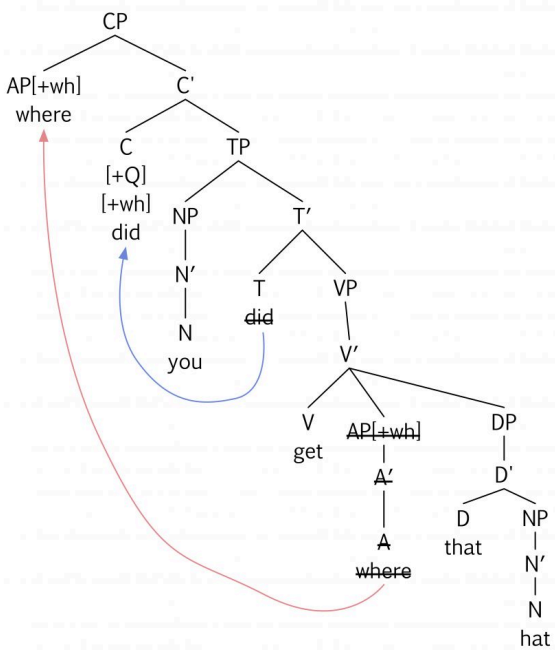 CP
AP[+wh] C'
where
C TP
[+Q]
[+wh] NP T′
did
N′ T VP
did
N
you V′
V AP[+wh] DP
get
A′ D'
A D NP
where that
N′
N
hat